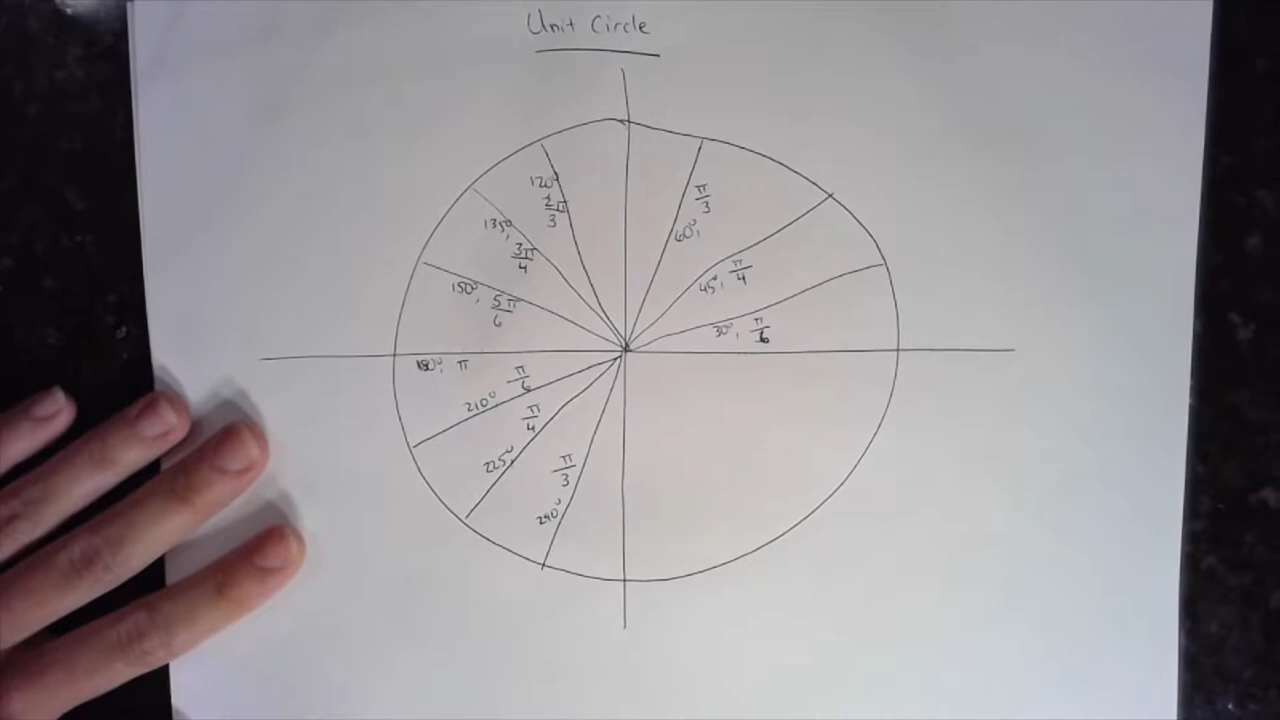 Unit Circle
120°
2π/3
π/3
60°,
135°,
3π/4
45°, π/4
150°, 5π/6
30°, π/6
180°, π
210° π/6
225°, π/4
240° π/3